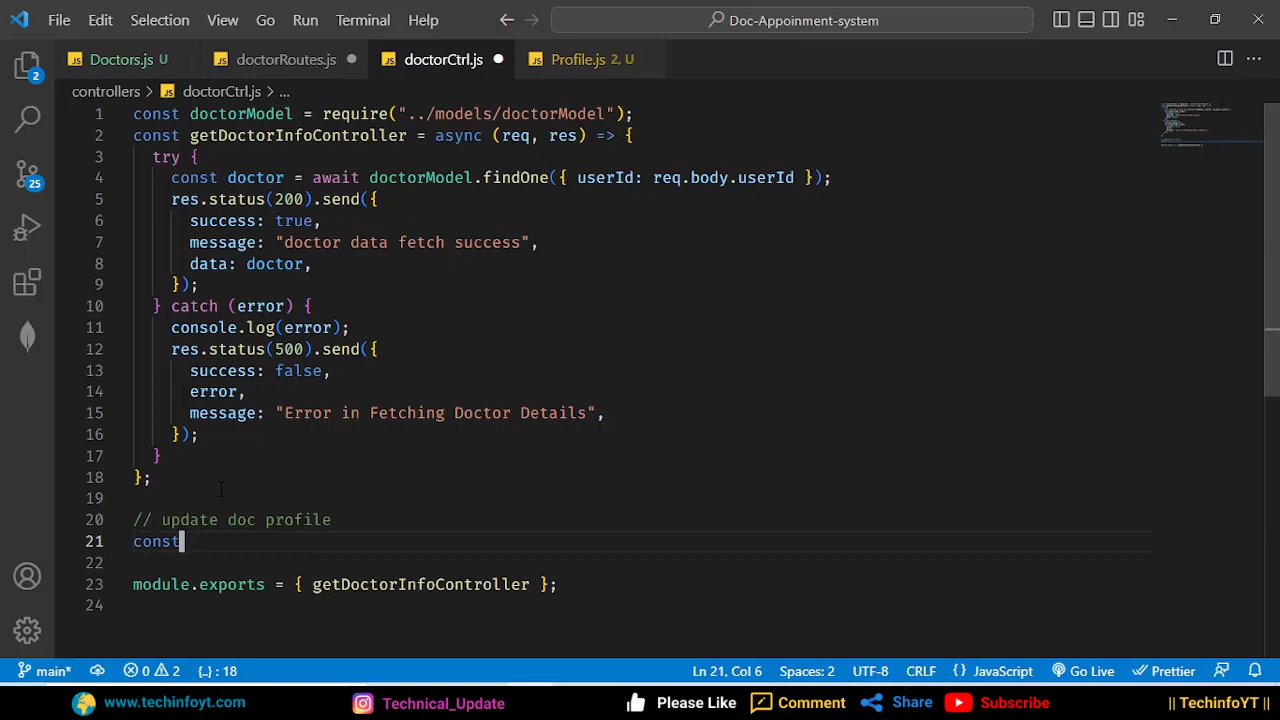 File Edit Selection View Go Run Terminal Help Doc-Appoinment-system
Doctors.js U doctorRoutes.js doctorCtrl.js Profile.js 2, U
controllers > JS doctorCtrl.js > ...
1 const doctorModel = require("../models/doctorModel");
2 const getDoctorInfoController = async (req, res) => {
3 try {
4 const doctor = await doctorModel.findOne({ userId: req.body.userId });
5 res.status(200).send({
6 success: true,
7 message: "doctor data fetch success",
8 data: doctor,
9 });
10 } catch (error) {
11 console.log(error);
12 res.status(500).send({
13 success: false,
14 error,
15 message: "Error in Fetching Doctor Details",
16 });
17 }
18 };
19
20 // update doc profile
21 const
22
23 module.exports = { getDoctorInfoController };
24
2
25
main* 0 2 {..} : 18 Ln 21, Col 6 Spaces: 2 UTF-8 CRLF {} JavaScript Go Live Prettier
www.techinfoyt.com Technical_Update Please Like Comment Share Subscribe || TechinfoYT ||